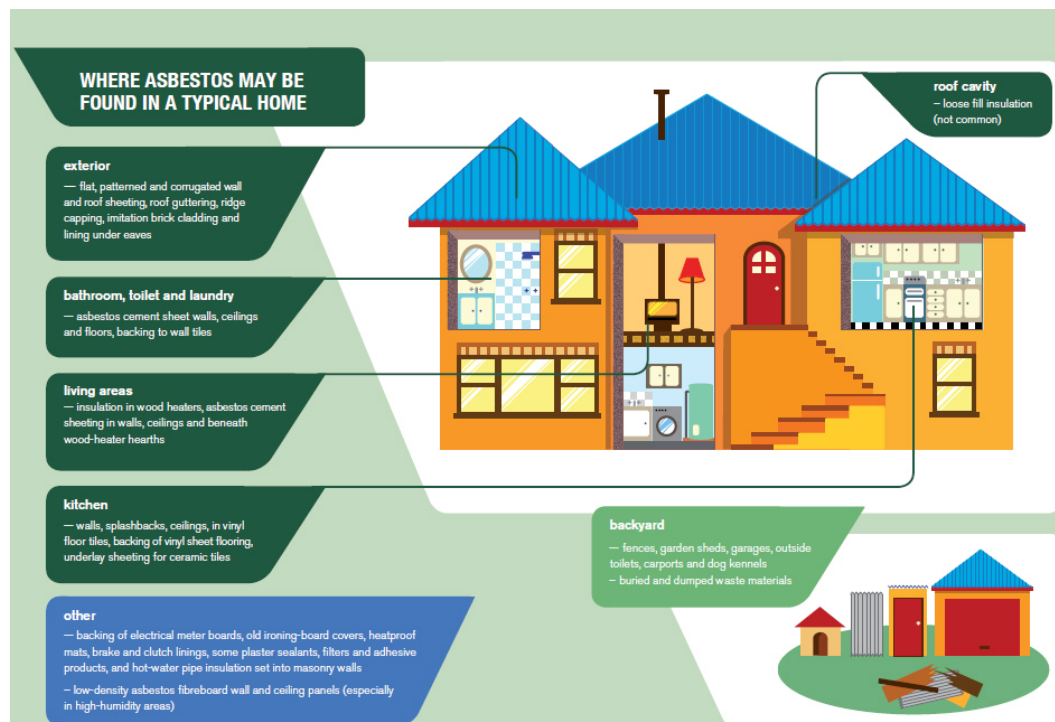 WHERE ASBESTOS MAY BE
FOUND IN A TYPICAL HOME
roof cavity
– loose fill insulation
(not common)
exterior
— flat, patterned and corrugated wall
and roof sheeting, roof guttering, ridge
capping, imitation brick cladding and
lining under eaves
bathroom, toilet and laundry
— asbestos cement sheet walls, ceilings
and floors, backing to wall tiles
living areas
— insulation in wood heaters, asbestos cement
sheeting in walls, ceilings and beneath
wood-heater hearths
kitchen
— walls, splashbacks, ceilings, in vinyl
floor tiles, backing of vinyl sheet flooring,
underlay sheeting for ceramic tiles
backyard
— fences, garden sheds, garages, outside
toilets, carports and dog kennels
– buried and dumped waste materials
other
— backing of electrical meter boards, old ironing-board covers, heatproof
mats, brake and clutch linings, some plaster sealants, filters and adhesive
products, and hot-water pipe insulation set into masonry walls
– low-density asbestos fibreboard wall and ceiling panels (especially
in high-humidity areas)